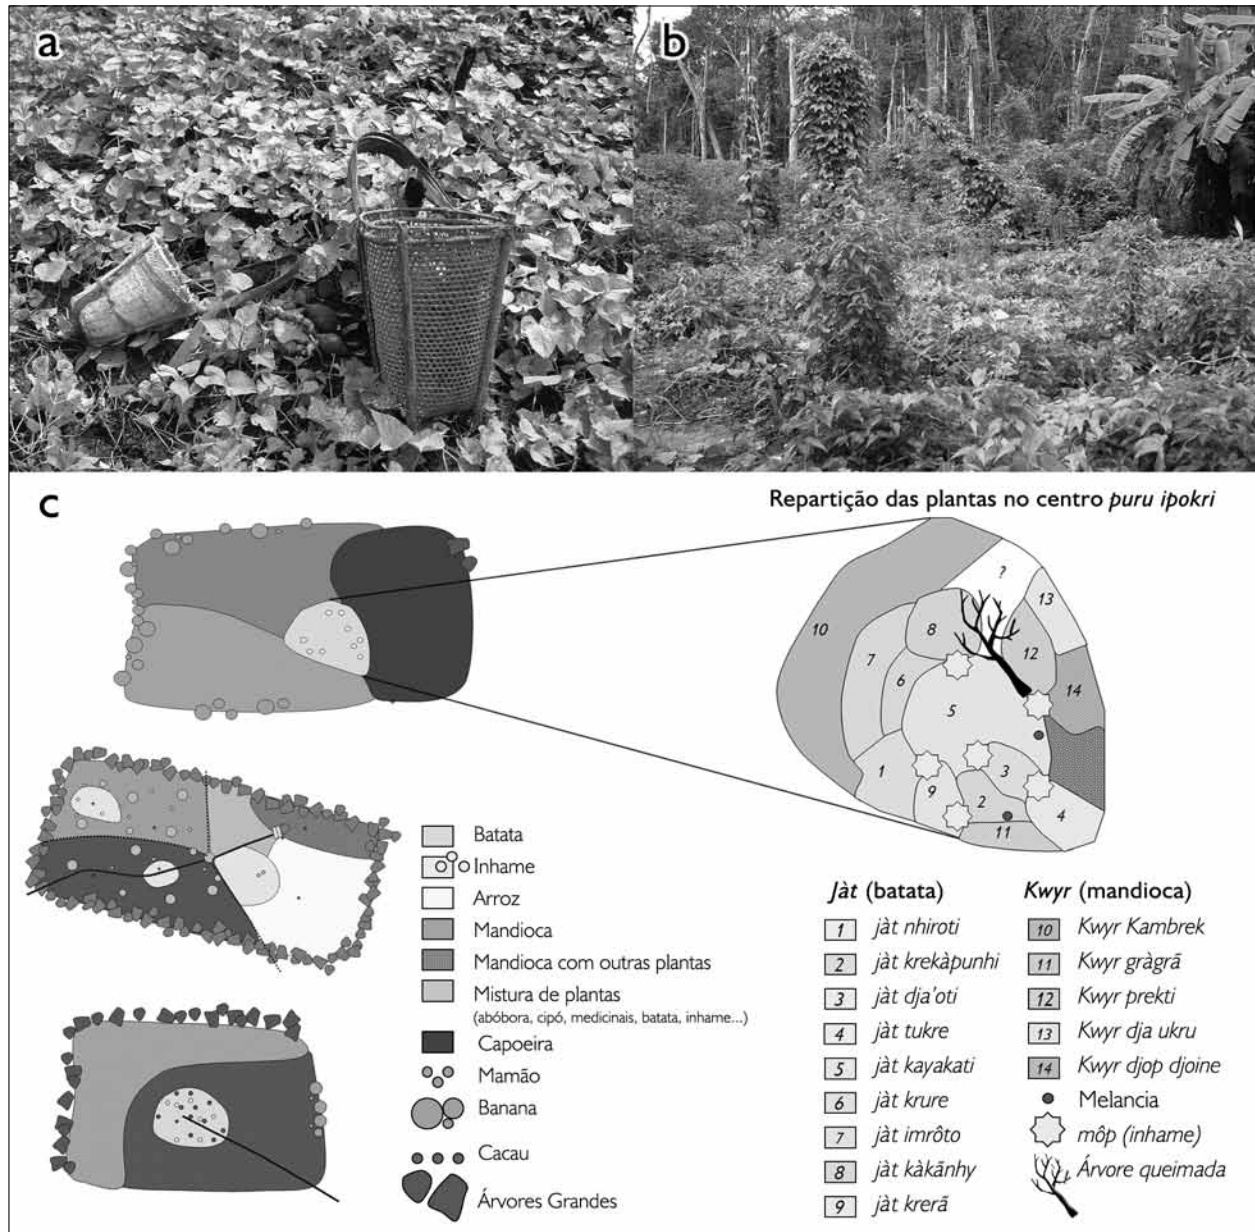 a
b
c
Repartição das plantas no centro puru ipokri
?
13
10
8
12
7
6
14
5
1
3
9
2
4
11
Batata
Inhame
Arroz
Mandioca
Mandioca com outras plantas
Mistura de plantas
(abóbora, cipó, medicinais, batata, inhame...)
Capoeira
Mamão
Banana
Cacau
Árvores Grandes
Jàt (batata)
1 jàt nhiroti
2 jàt krekàpunhi
3 jàt dja'oti
4 jàt tukre
5 jàt kayakati
6 jàt krure
7 jàt imrôto
8 jàt kàkãnhy
9 jàt krerã
Kwyr (mandioca)
10 Kwyr Kambrek
11 Kwyr gràgrã
12 Kwyr prekti
13 Kwyr dja ukru
14 Kwyr djop djoine
Melancia
môp (inhame)
Árvore queimada